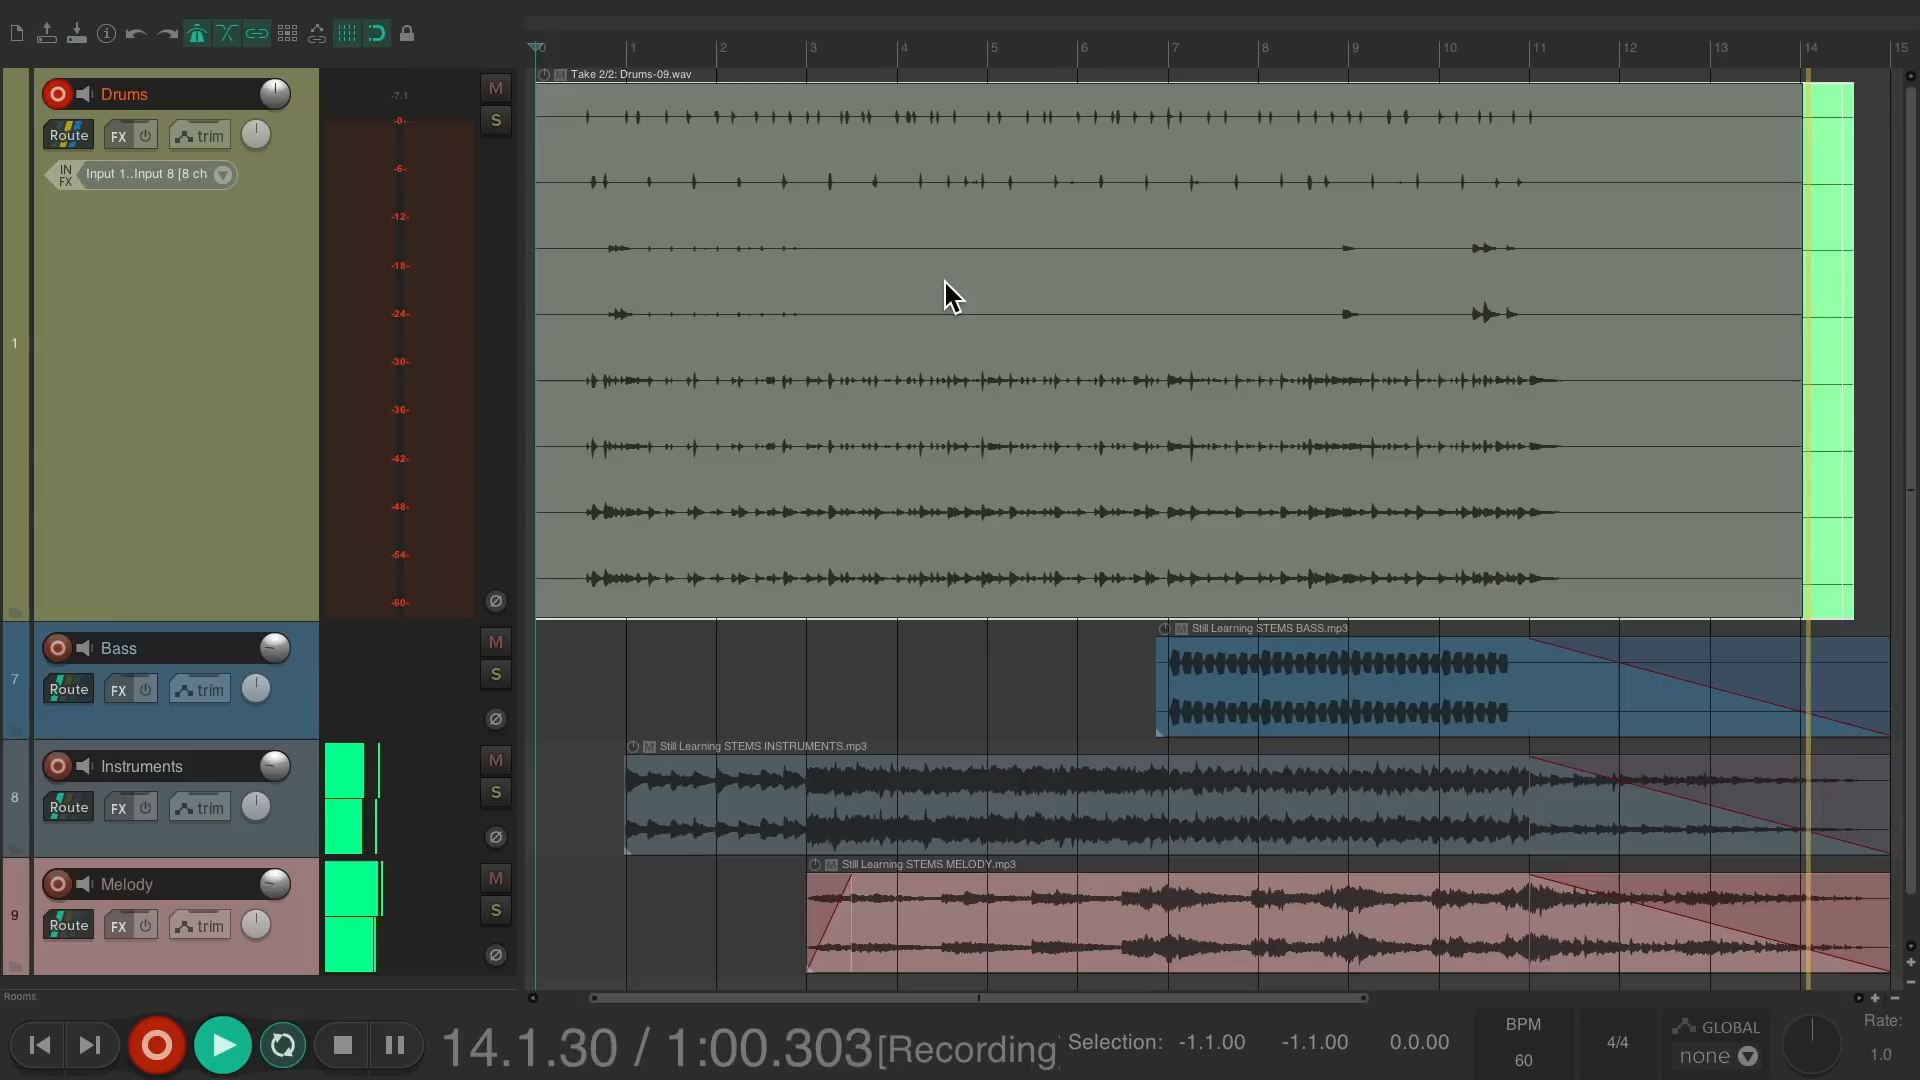 0 1 2 3 4 5 6 7 8 9 10 11 12 13 14 15
M Take 2/2: Drums-09.wav
Drums
-7.1
M
-0-
S
Route FX trim
IN FX Input 1..Input 8 [8 ch
-6-
-12-
-18-
-24-
-30-
-36-
-42-
-48-
-54-
-60-
Ø
1
M Still Learning STEMS BASS.mp3
Bass
M
S
7
Route FX trim
Ø
M Still Learning STEMS INSTRUMENTS.mp3
Instruments
M
S
8
Route FX trim
Ø
M Still Learning STEMS MELODY.mp3
Melody
M
S
9
Route FX trim
Ø
Rooms
14.1.30 / 1:00.303 [Recording
Selection: -1.1.00 -1.1.00 0.0.00
BPM
60
4/4
GLOBAL
none
Rate:
1.0